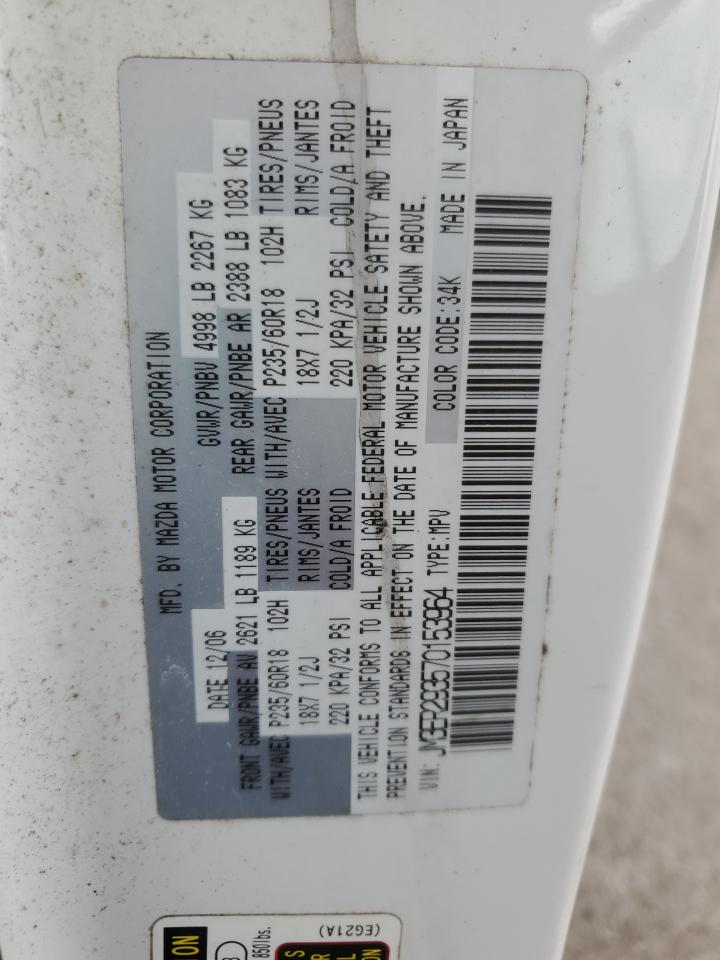 MFD. BY MAZDA MOTOR CORPORATION
DATE 12/06 GVWR/PNBV 4998 LB 2267 KG
FRONT GAWR/PNBE AV 2621 LB 1189 KG REAR GAWR/PNBE AR 2388 LB 1083 KG
WITH/AVEC P235/60R18 102H TIRES/PNEUS WITH/AVEC P235/60R18 102H TIRES/PNEUS
18X7 1/2J RIMS/JANTES 18X7 1/2J RIMS/JANTES
220 KPA/32 PSI COLD/A FROID 220 KPA/32 PSI COLD/A FROID
THIS VEHICLE CONFORMS TO ALL APPLICABLE FEDERAL MOTOR VEHICLE SAFETY AND THEFT
PREVENTION STANDARDS IN EFFECT ON THE DATE OF MANUFACTURE SHOWN ABOVE.
VIN: JM3ER293570153964 TYPE:MPV COLOR CODE:34K MADE IN JAPAN
(EG21A)
850lbs.